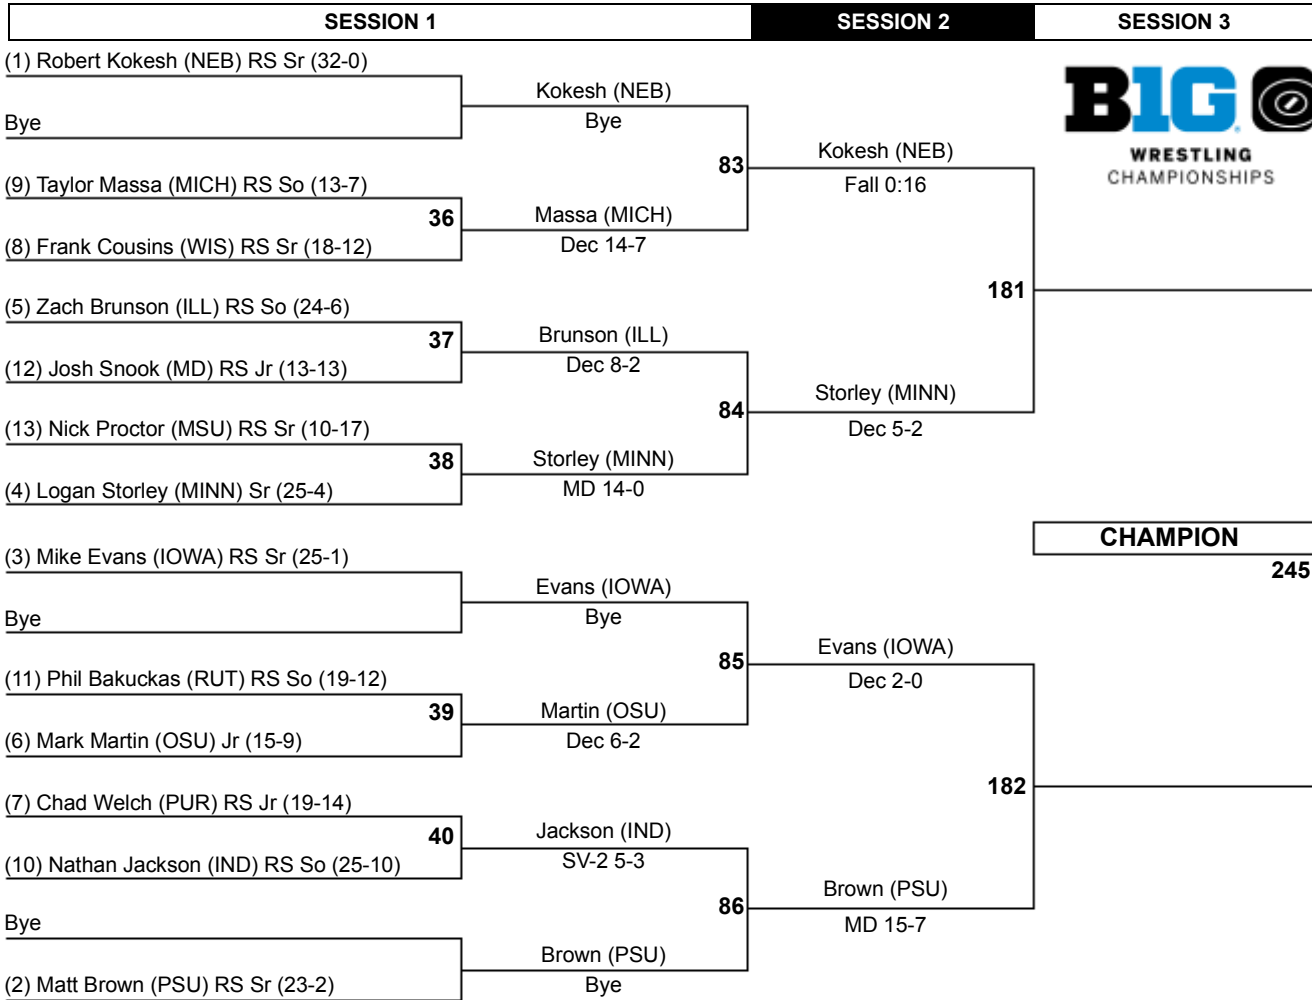 SESSION 1
SESSION 2
SESSION 3
(1) Robert Kokesh (NEB) RS Sr (32-0)
Bye
(9) Taylor Massa (MICH) RS So (13-7)
36
(8) Frank Cousins (WIS) RS Sr (18-12)
(5) Zach Brunson (ILL) RS So (24-6)
37
(12) Josh Snook (MD) RS Jr (13-13)
(13) Nick Proctor (MSU) RS Sr (10-17)
38
(4) Logan Storley (MINN) Sr (25-4)
(3) Mike Evans (IOWA) RS Sr (25-1)
Bye
(11) Phil Bakuckas (RUT) RS So (19-12)
39
(6) Mark Martin (OSU) Jr (15-9)
(7) Chad Welch (PUR) RS Jr (19-14)
40
(10) Nathan Jackson (IND) RS So (25-10)
Bye
(2) Matt Brown (PSU) RS Sr (23-2)
Kokesh (NEB)
Bye
83
Massa (MICH)
Dec 14-7
Brunson (ILL)
Dec 8-2
84
Storley (MINN)
MD 14-0
Evans (IOWA)
Bye
85
Martin (OSU)
Dec 6-2
Jackson (IND)
SV-2 5-3
86
Brown (PSU)
Bye
Kokesh (NEB)
Fall 0:16
181
Storley (MINN)
Dec 5-2
Evans (IOWA)
Dec 2-0
182
Brown (PSU)
MD 15-7
B1G
WRESTLING
CHAMPIONSHIPS
CHAMPION
245